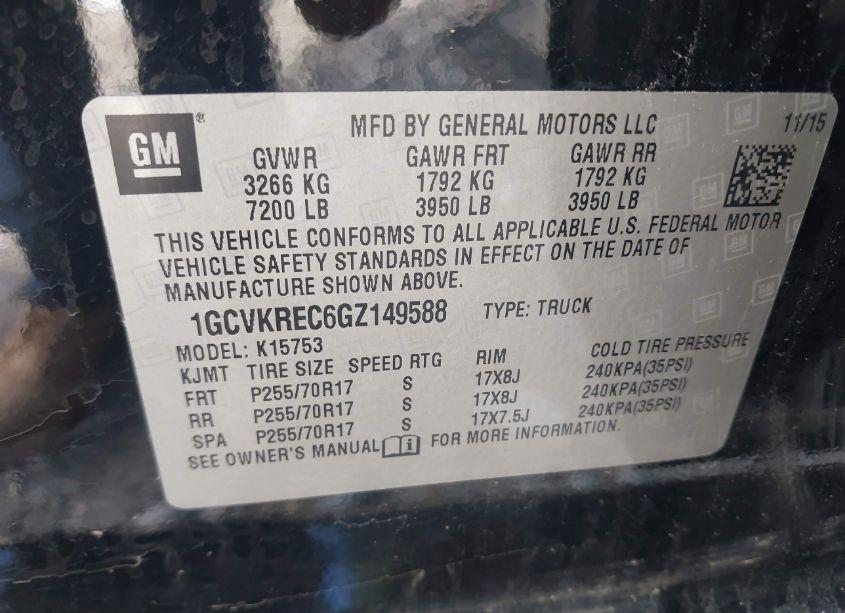 GM® MFD BY GENERAL MOTORS LLC 11/15
GVWR GAWR FRT GAWR RR
3266 KG 1792 KG 1792 KG
7200 LB 3950 LB 3950 LB
THIS VEHICLE CONFORMS TO ALL APPLICABLE U.S. FEDERAL MOTOR
VEHICLE SAFETY STANDARDS IN EFFECT ON THE DATE OF
MANUFACTURE SHOWN ABOVE.
1GCVKREC6GZ149588 TYPE: TRUCK
MODEL: K15753
KJMT TIRE SIZE SPEED RTG RIM COLD TIRE PRESSURE
FRT P255/70R17 S 17X8J 240KPA(35PSI)
RR P255/70R17 S 17X8J 240KPA(35PSI)
SPA P255/70R17 S 17X7.5J 240KPA(35PSI)
SEE OWNER'S MANUAL FOR MORE INFORMATION.